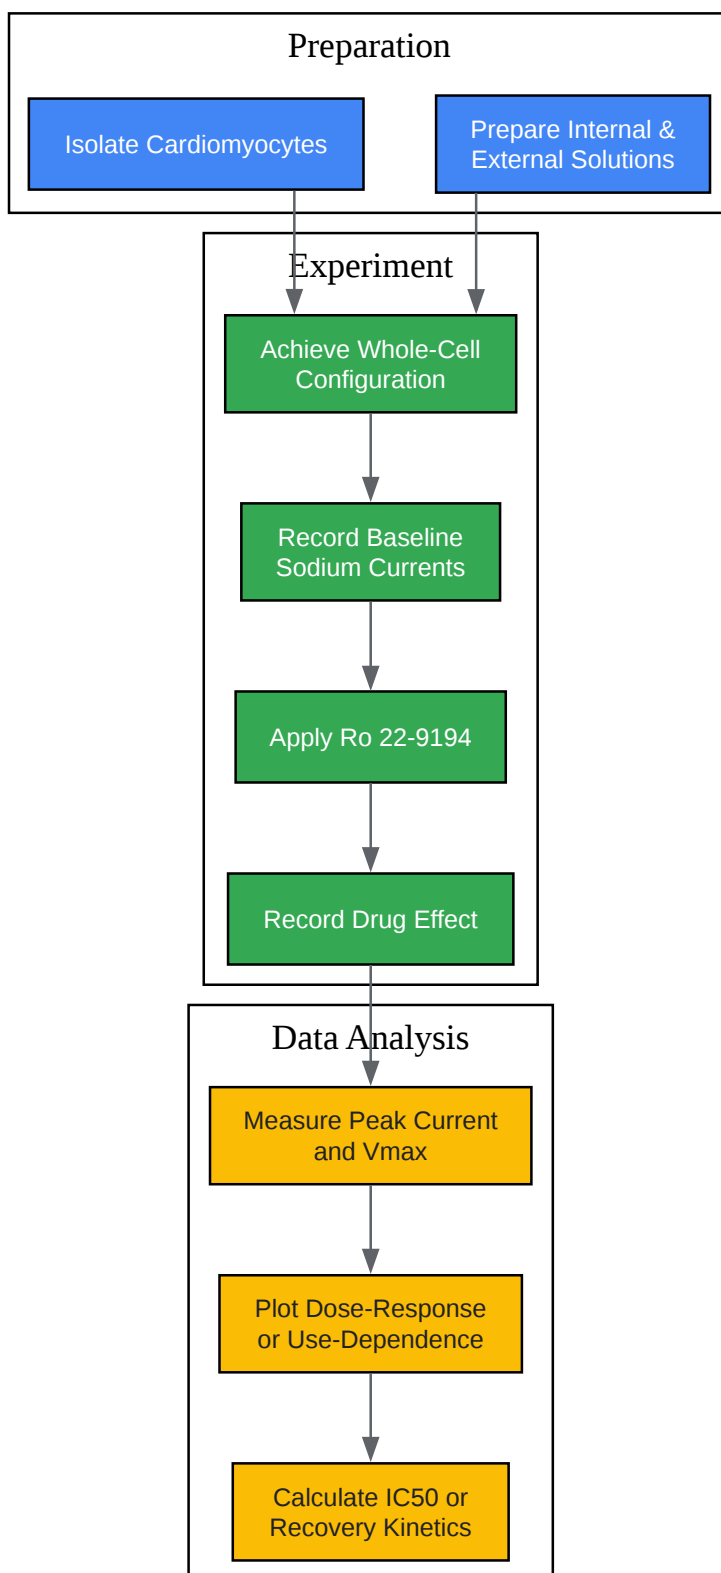 Preparation
Isolate Cardiomyocytes
Prepare Internal &
External Solutions
Experiment
Achieve Whole-Cell
Configuration
Record Baseline
Sodium Currents
Apply Ro 22-9194
Record Drug Effect
Data Analysis
Measure Peak Current
and Vmax
Plot Dose-Response
or Use-Dependence
Calculate IC50 or
Recovery Kinetics